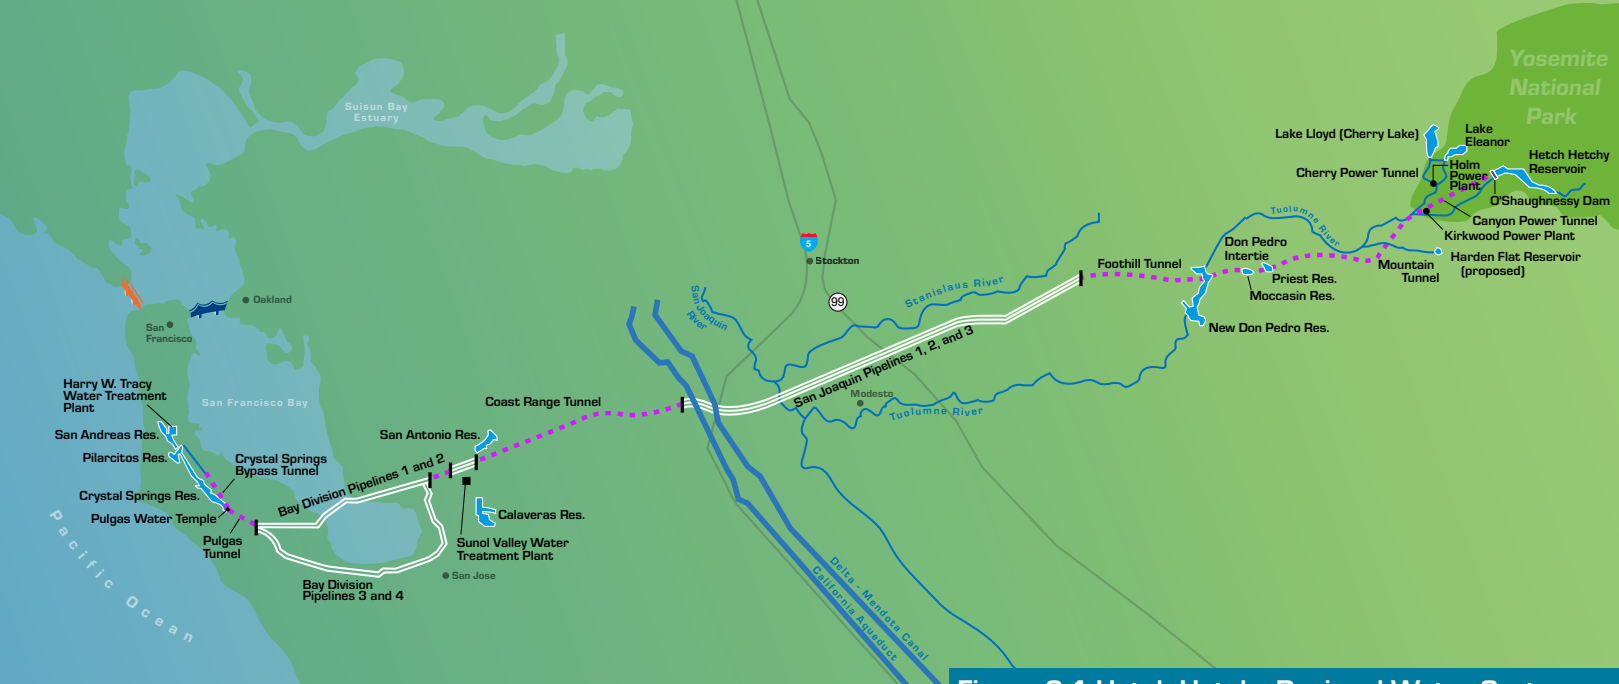 Yosemite
National
Park
Suisun Bay
Estuary
Lake Lloyd (Cherry Lake)
Lake
Eleanor
Hetch Hetchy
Reservoir
Cherry Power Tunnel
Holm
Power
Plant
O'Shaughnessy Dam
Canyon Power Tunnel
Kirkwood Power Plant
Tuolumne River
Harden Flat Reservoir
(proposed)
Mountain
Tunnel
Don Pedro
Intertie
Priest Res.
Moccasin Res.
Foothill Tunnel
New Don Pedro Res.
5
Stockton
99
Stanislaus River
San Joaquin
River
San Joaquin Pipelines 1, 2, and 3
Modesto
Tuolumne River
Oakland
San
Francisco
San Francisco Bay
Harry W. Tracy
Water Treatment
Plant
San Andreas Res.
Pilarcitos Res.
Crystal Springs
Bypass Tunnel
Crystal Springs Res.
Pulgas Water Temple
Pulgas
Tunnel
Coast Range Tunnel
San Antonio Res.
Bay Division Pipelines 1 and 2
Calaveras Res.
Sunol Valley Water
Treatment Plant
San Jose
Bay Division
Pipelines 3 and 4
Pacific Ocean
Delta - Mendota Canal
California Aqueduct